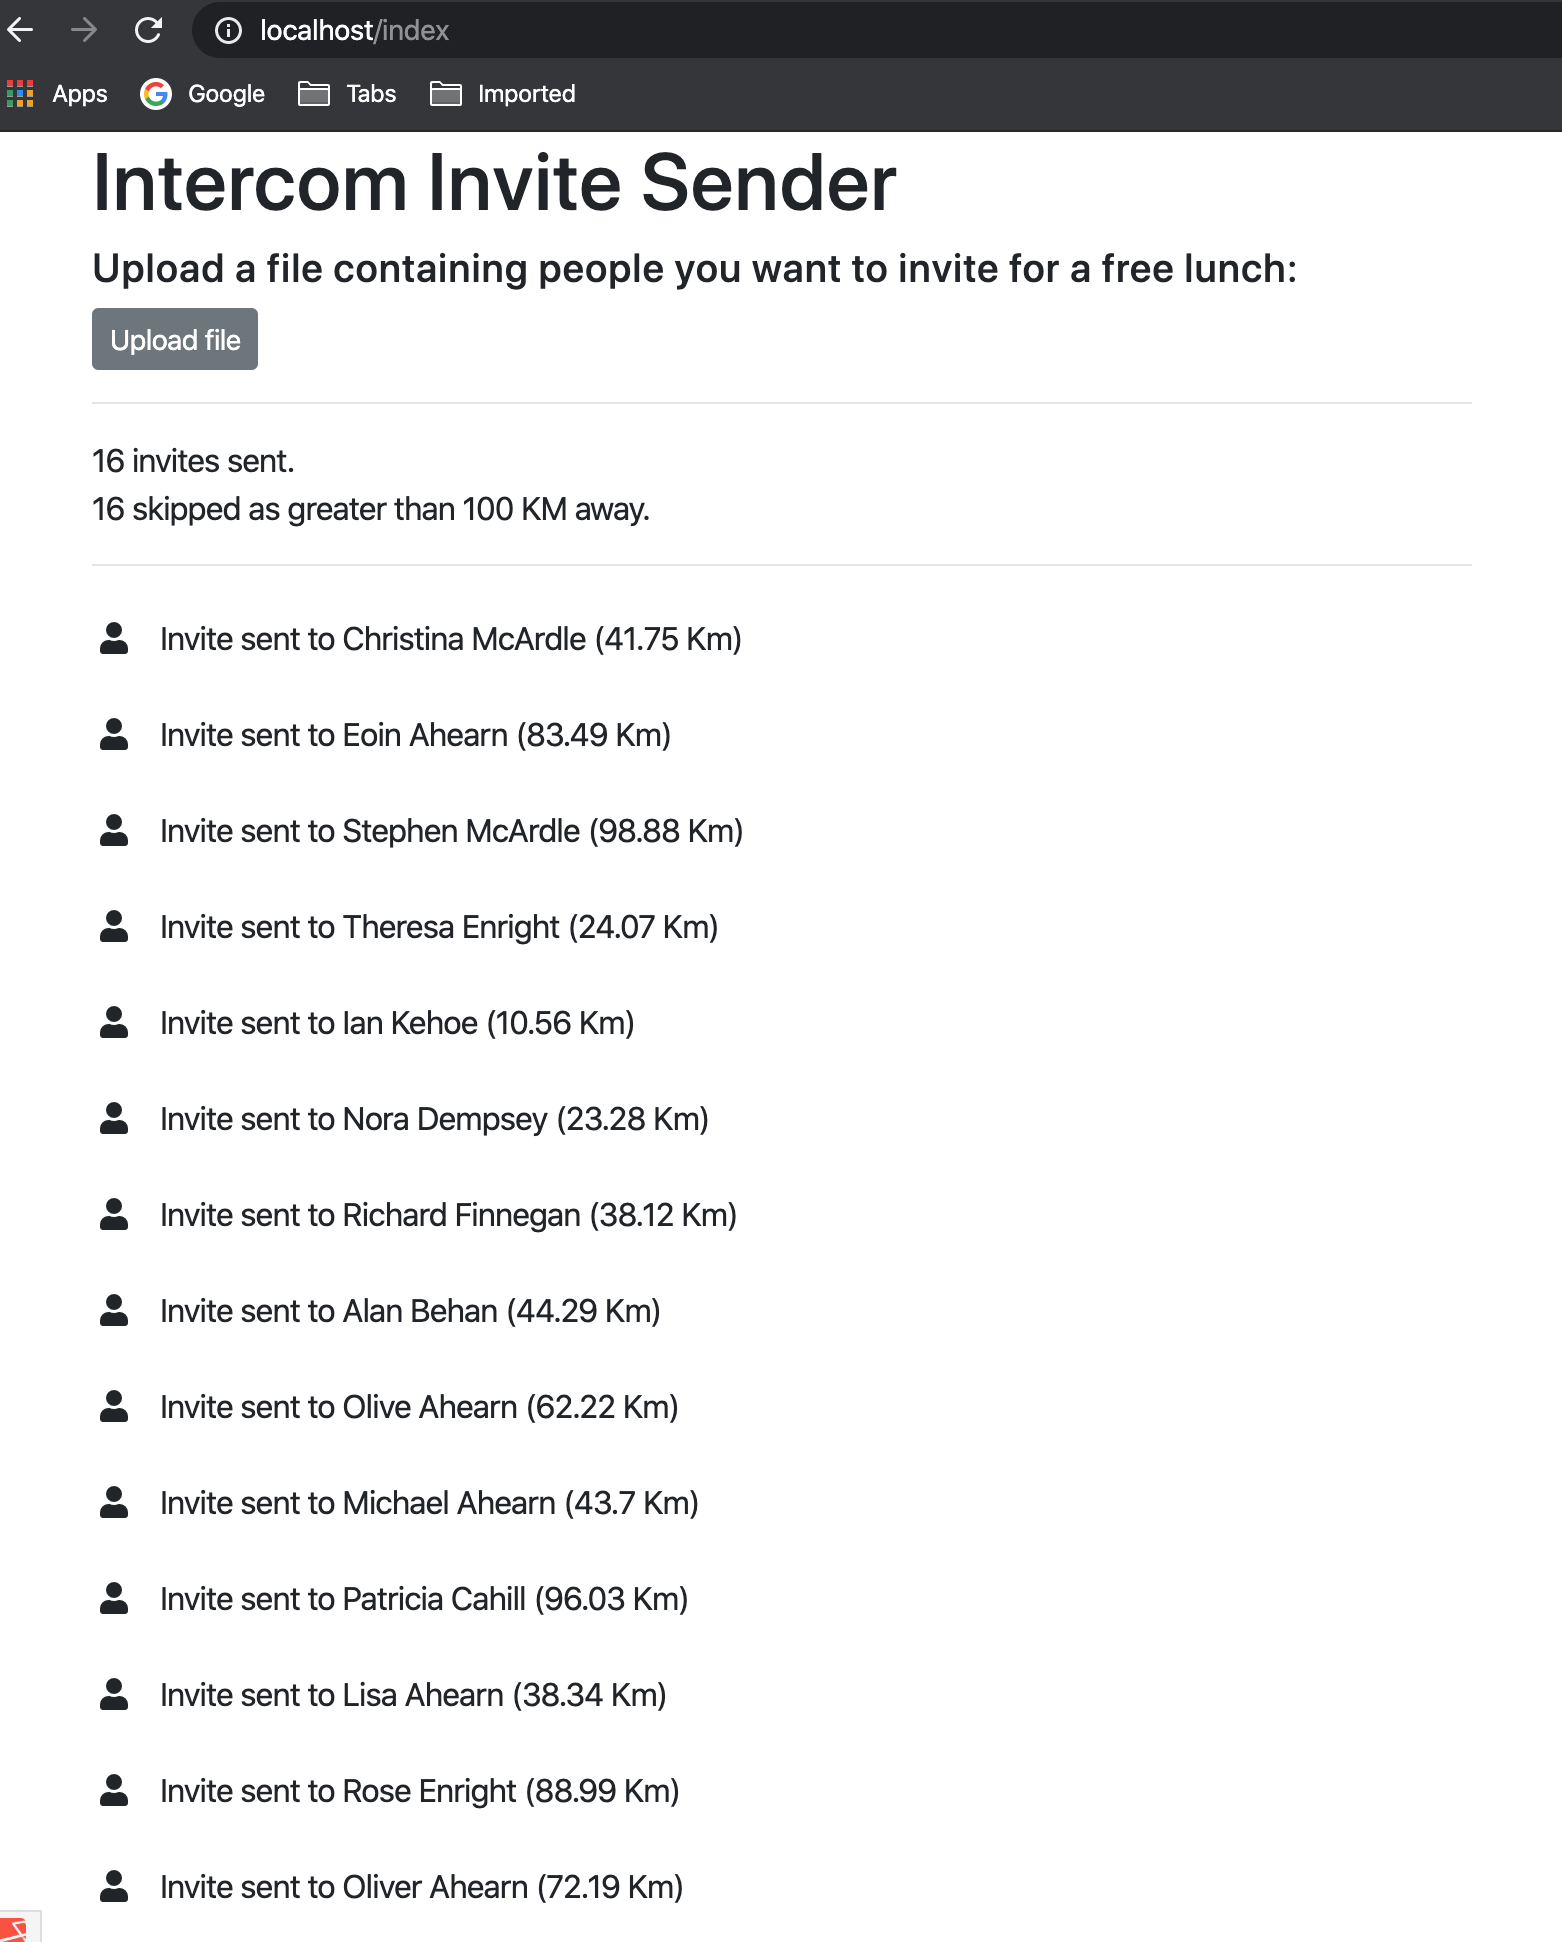 localhost/index
Apps Google Tabs Imported
Intercom Invite Sender
Upload a file containing people you want to invite for a free lunch:
Upload file
16 invites sent.
16 skipped as greater than 100 KM away.
Invite sent to Christina McArdle (41.75 Km)
Invite sent to Eoin Ahearn (83.49 Km)
Invite sent to Stephen McArdle (98.88 Km)
Invite sent to Theresa Enright (24.07 Km)
Invite sent to Ian Kehoe (10.56 Km)
Invite sent to Nora Dempsey (23.28 Km)
Invite sent to Richard Finnegan (38.12 Km)
Invite sent to Alan Behan (44.29 Km)
Invite sent to Olive Ahearn (62.22 Km)
Invite sent to Michael Ahearn (43.7 Km)
Invite sent to Patricia Cahill (96.03 Km)
Invite sent to Lisa Ahearn (38.34 Km)
Invite sent to Rose Enright (88.99 Km)
Invite sent to Oliver Ahearn (72.19 Km)